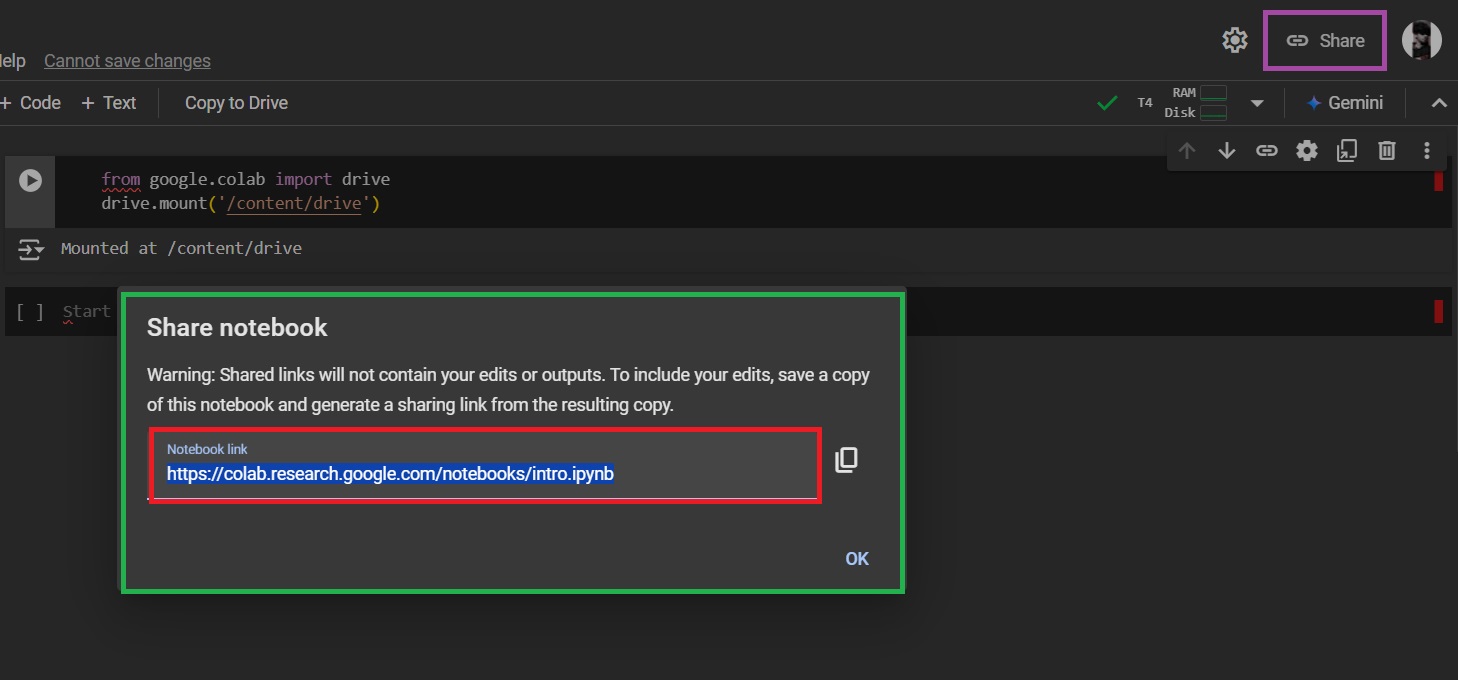 Share
Help Cannot save changes
+ Code + Text Copy to Drive
T4 RAM
Disk
Gemini
from google.colab import drive
drive.mount('/content/drive')
Mounted at /content/drive
[ ] Start
Share notebook
Warning: Shared links will not contain your edits or outputs. To include your edits, save a copy
of this notebook and generate a sharing link from the resulting copy.
Notebook link
https://colab.research.google.com/notebooks/intro.ipynb
OK